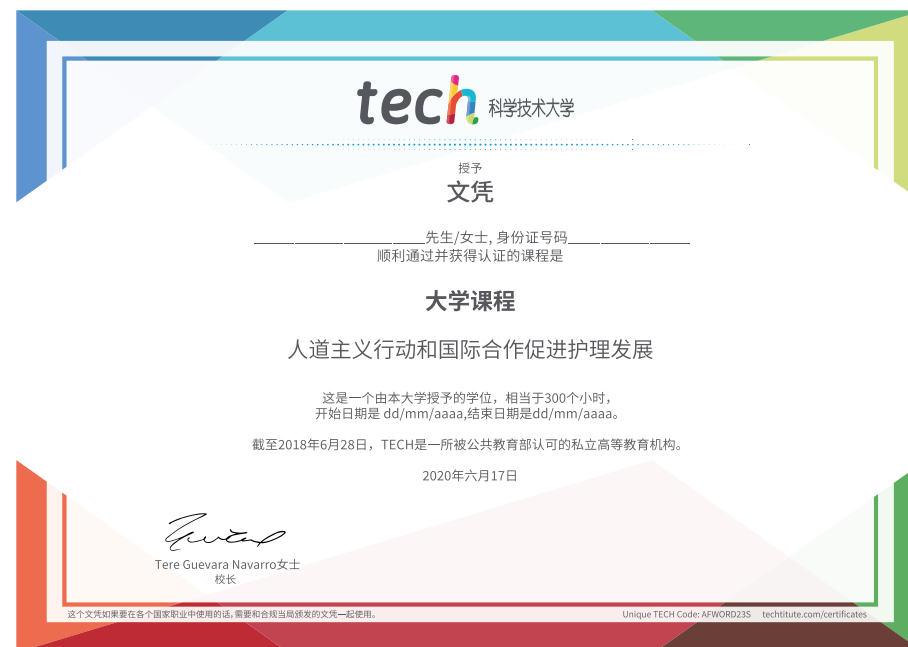 tech 科学技术大学
授予
文凭
先生/女士, 身份证号码
顺利通过并获得认证的课程是
大学课程
人道主义行动和国际合作促进护理发展
这是一个由本大学授予的学位，相当于300个小时，
开始日期是 dd/mm/aaaa,结束日期是dd/mm/aaaa。
截至2018年6月28日，TECH是一所被公共教育部认可的私立高等教育机构。
2020年六月17日
Tere Guevara Navarro女士
校长
这个文凭如果要在各个国家职业中使用的话,需要和合规当局颁发的文凭一起使用。
Unique TECH Code: AFWORD23S techtitute.com/certificates